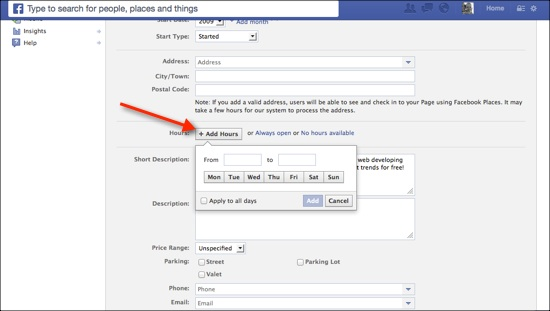 Type to search for people, places and things
Home
Insights
Help
Start Date: 2009 + Add month
Start Type: Started
Address: Address
City/Town:
Postal Code:
Note: If you add a valid address, users will be able to see and check in to your Page using Facebook Places. It may
take a few hours for our system to process the address.
Hours: + Add Hours or Always open or No hours available
From to
Mon Tue Wed Thu Fri Sat Sun
Apply to all days Add Cancel
Short Description: web developing
t trends for free!
Description:
Price Range: Unspecified
Parking: Street Parking Lot
Valet
Phone: Phone
Email: Email